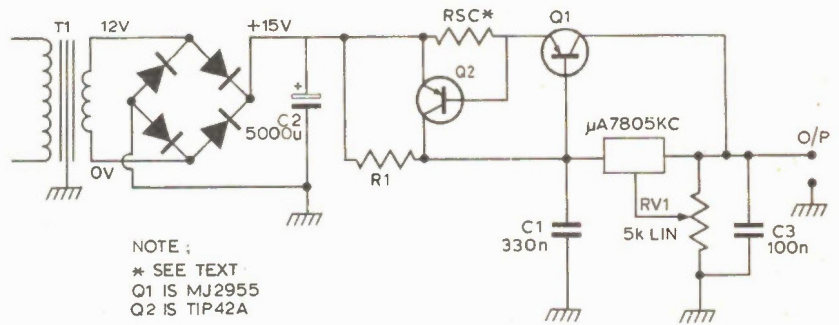 T1
12V
0V
+15V
+
C2
5000u
RSC*
Q1
Q2
R1
μA7805KC
O/P
RV1
5k LIN
C1
330n
C3
100n
NOTE ;
* SEE TEXT
Q1 IS MJ2955
Q2 IS TIP42A